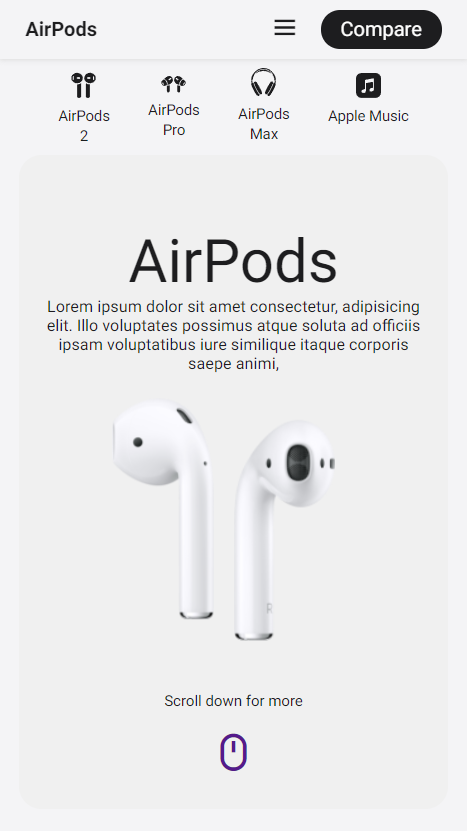 AirPods
Compare
AirPods
2
AirPods
Pro
AirPods
Max
Apple Music
AirPods
Lorem ipsum dolor sit amet consectetur, adipisicing
elit. Illo voluptates possimus atque soluta ad officiis
ipsam voluptatibus iure similique itaque corporis
saepe animi,
Scroll down for more